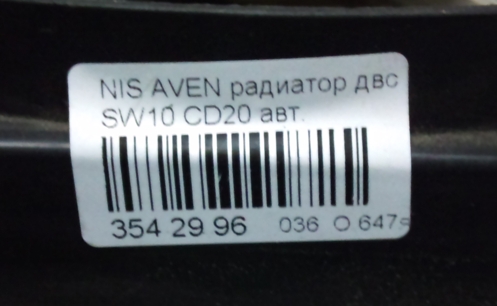 NIS AVEN радиатор двс
SW10 CD20 авт.
354 29 96 036 O 647